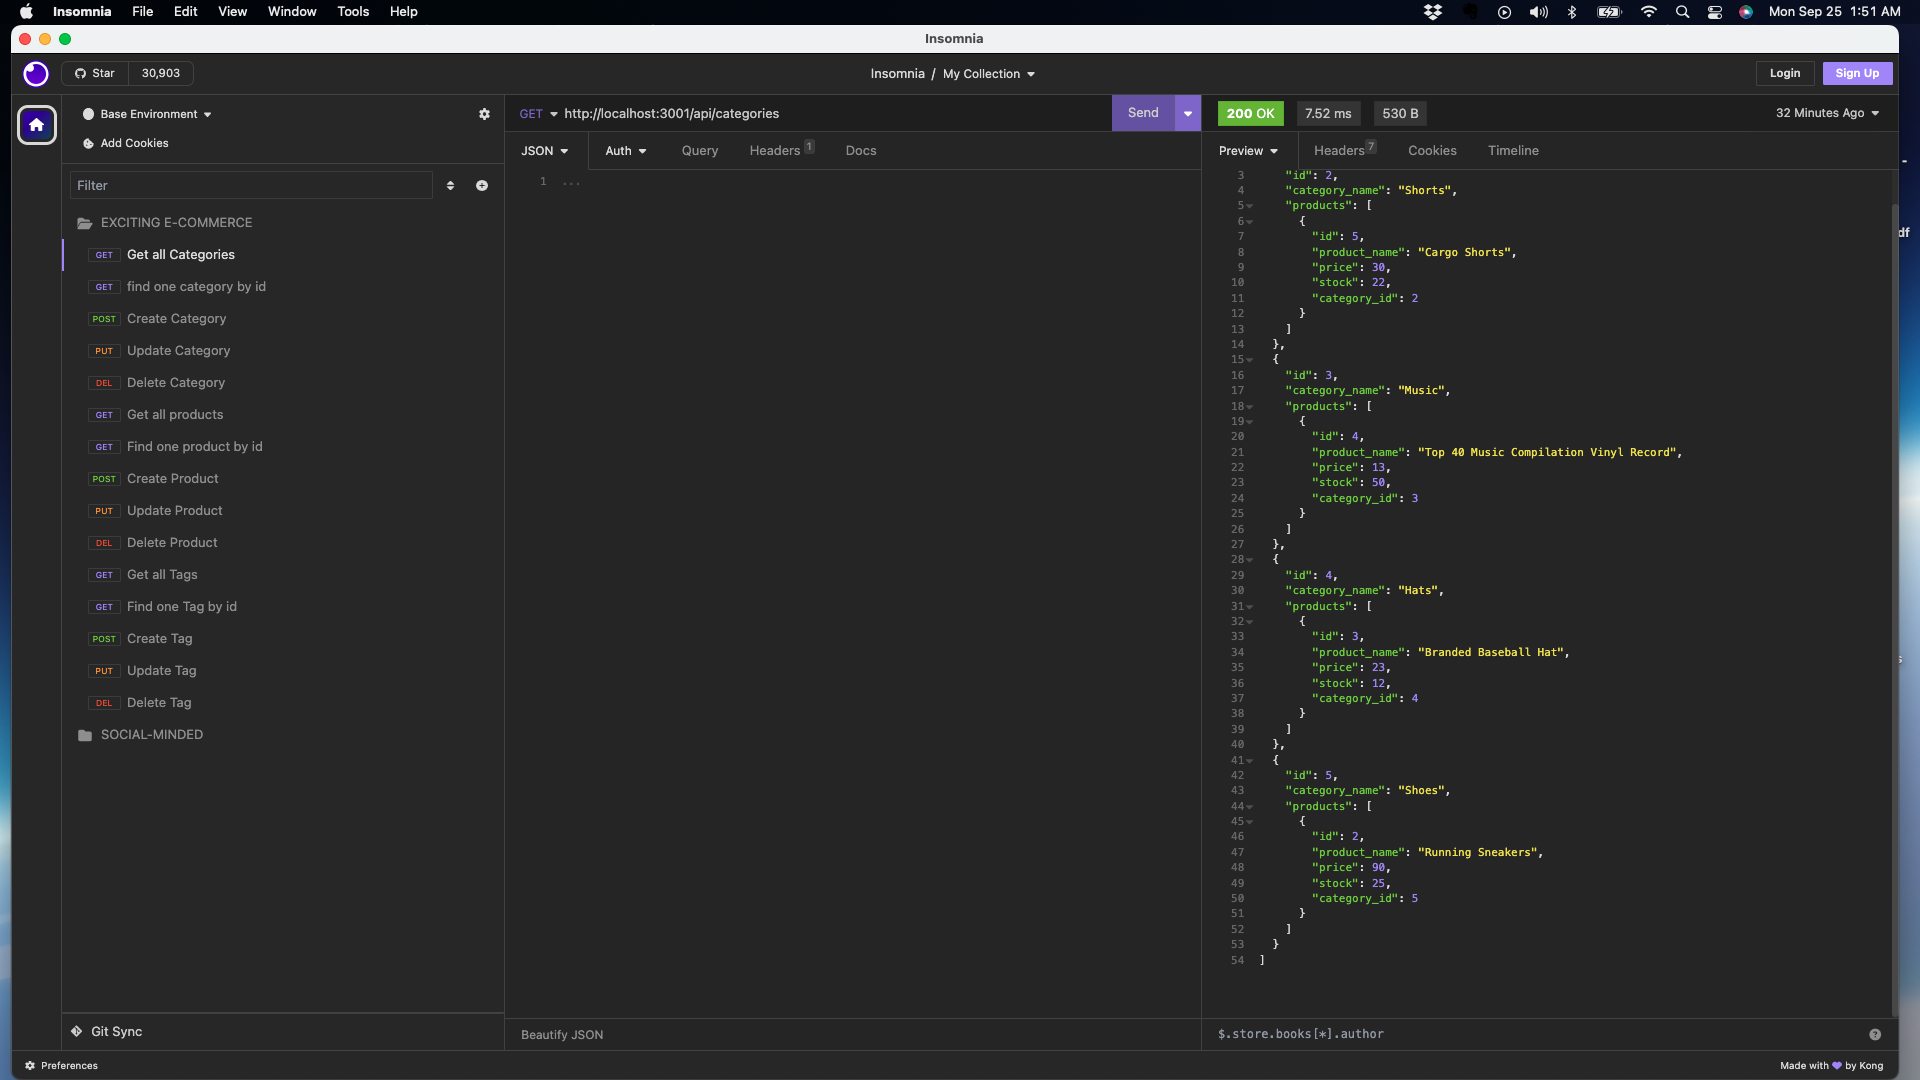 Insomnia File Edit View Window Tools Help Mon Sep 25 1:51 AM
Insomnia
Star 30,903 Insomnia / My Collection Login Sign Up
Base Environment
Add Cookies
Filter
EXCITING E-COMMERCE
GET Get all Categories
GET find one category by id
POST Create Category
PUT Update Category
DEL Delete Category
GET Get all products
GET Find one product by id
POST Create Product
PUT Update Product
DEL Delete Product
GET Get all Tags
GET Find one Tag by id
POST Create Tag
PUT Update Tag
DEL Delete Tag
SOCIAL-MINDED
Git Sync
Preferences
GET http://localhost:3001/api/categories Send
JSON Auth Query Headers 1 Docs
1 ...
Beautify JSON
200 OK 7.52 ms 530 B 32 Minutes Ago
Preview Headers 7 Cookies Timeline
3 "id": 2,
4 "category_name": "Shorts",
5 "products": [
6 {
7 "id": 5,
8 "product_name": "Cargo Shorts",
9 "price": 30,
10 "stock": 22,
11 "category_id": 2
12 }
13 ]
14 },
15 {
16 "id": 3,
17 "category_name": "Music",
18 "products": [
19 {
20 "id": 4,
21 "product_name": "Top 40 Music Compilation Vinyl Record",
22 "price": 13,
23 "stock": 50,
24 "category_id": 3
25 }
26 ]
27 },
28 {
29 "id": 4,
30 "category_name": "Hats",
31 "products": [
32 {
33 "id": 3,
34 "product_name": "Branded Baseball Hat",
35 "price": 23,
36 "stock": 12,
37 "category_id": 4
38 }
39 ]
40 },
41 {
42 "id": 5,
43 "category_name": "Shoes",
44 "products": [
45 {
46 "id": 2,
47 "product_name": "Running Sneakers",
48 "price": 90,
49 "stock": 25,
50 "category_id": 5
51 }
52 ]
53 }
54 ]
$.store.books[*].author
Made with 💜 by Kong
df